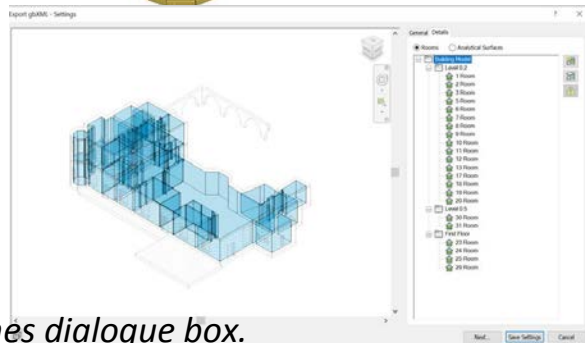 Export gbXML - Settings
General Details
Rooms Analytical Surfaces
Building Model
Level 0.2
1 Room
2 Room
3 Room
5 Room
6 Room
7 Room
8 Room
9 Room
10 Room
11 Room
12 Room
13 Room
17 Room
18 Room
19 Room
20 Room
Level 0.5
30 Room
31 Room
First Floor
23 Room
24 Room
25 Room
29 Room
nes dialogue box.
Next... Save Settings Cancel